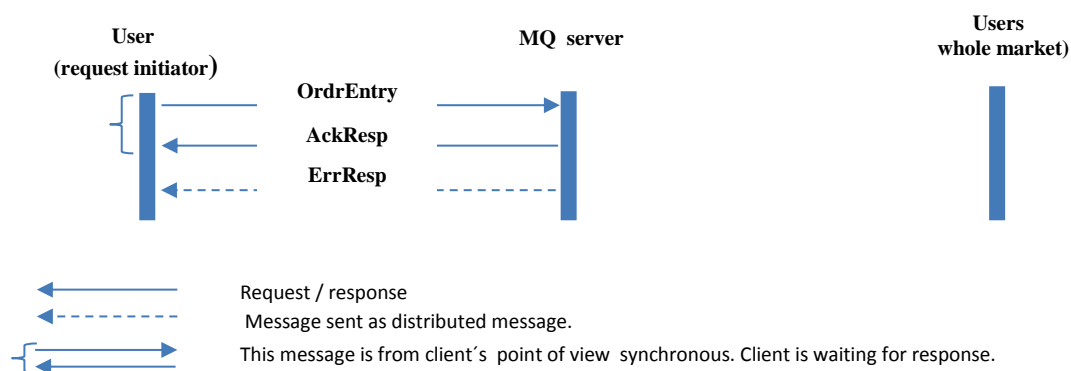 User
(request initiator)
MQ server
Users
whole market)
OrdrEntry
AckResp
ErrResp
Request / response
Message sent as distributed message.
This message is from client´s point of view synchronous. Client is waiting for response.